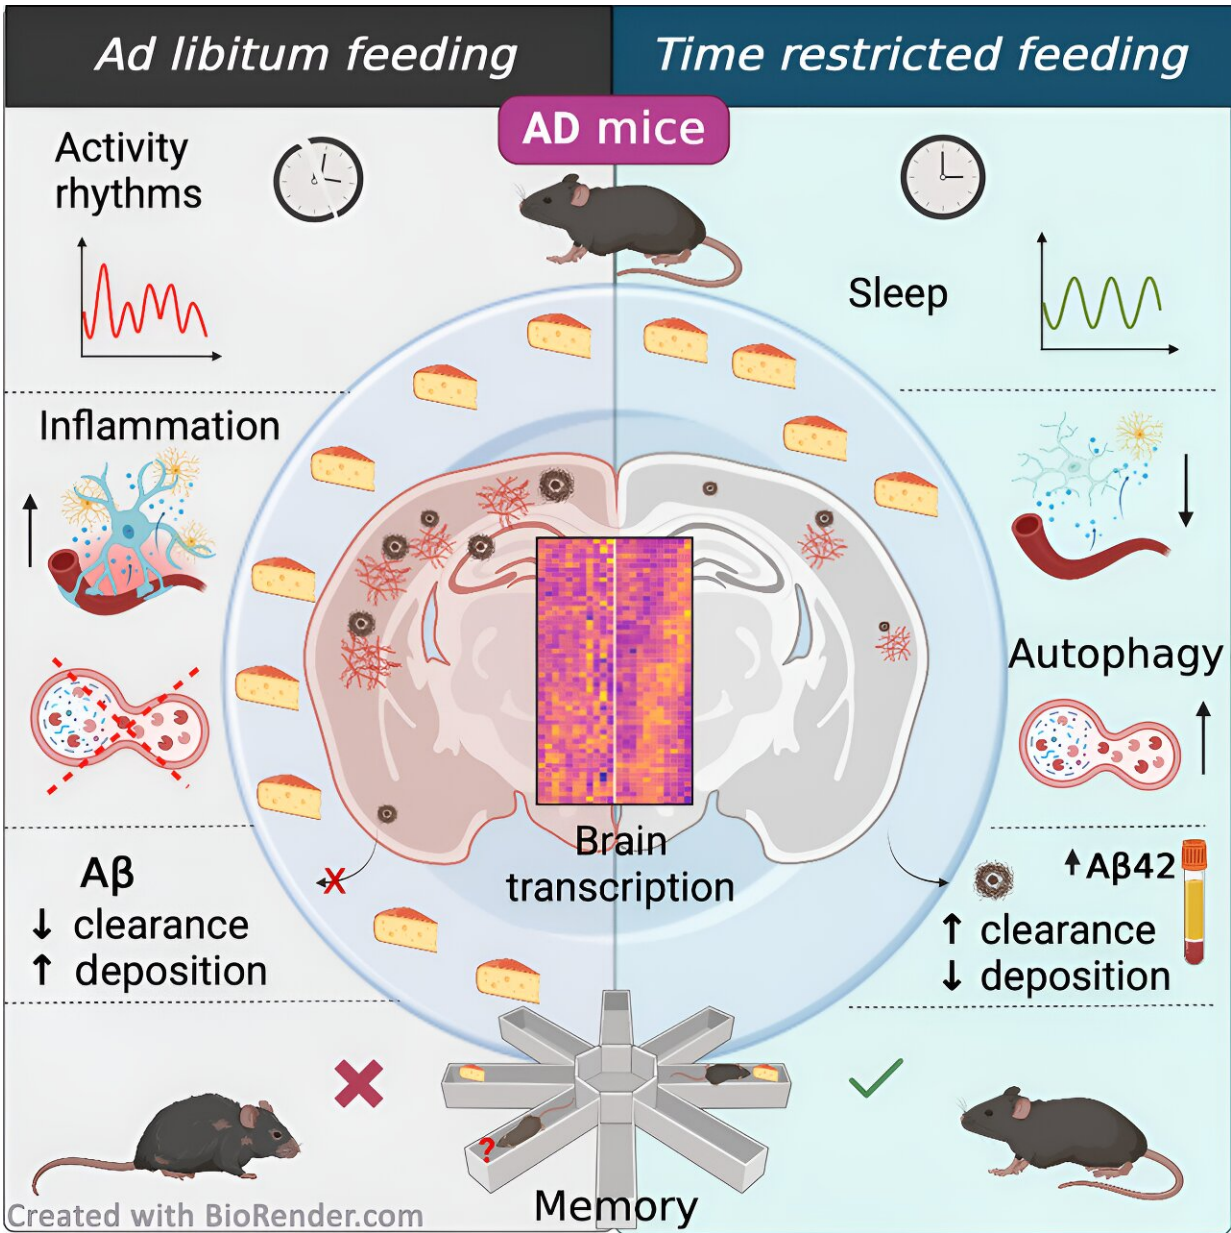 Ad libitum feeding
Time restricted feeding
AD mice
Activity
rhythms
Sleep
Inflammation
Autophagy
Brain
transcription
Aβ
↓ clearance
↑ deposition
X
↑ Aβ42
↑ clearance
↓ deposition
?
Memory
Created with BioRender.com